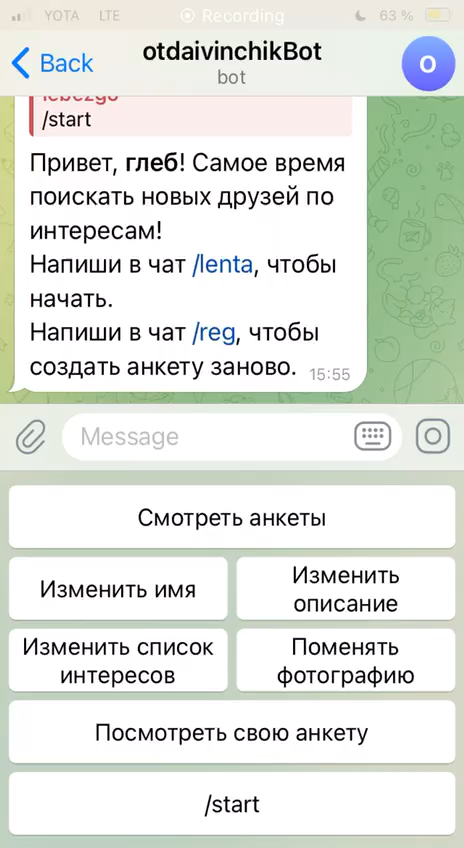 YOTA LTE Recording 63 %
Back
otdaivinchikBot
bot
O
lebezgo
/start
Привет, глеб! Самое время
поискать новых друзей по
интересам!
Напиши в чат /lenta, чтобы
начать.
Напиши в чат /reg, чтобы
создать анкету заново. 15:55
Message
Смотреть анкеты
Изменить имя
Изменить
описание
Изменить список
интересов
Поменять
фотографию
Посмотреть свою анкету
/start